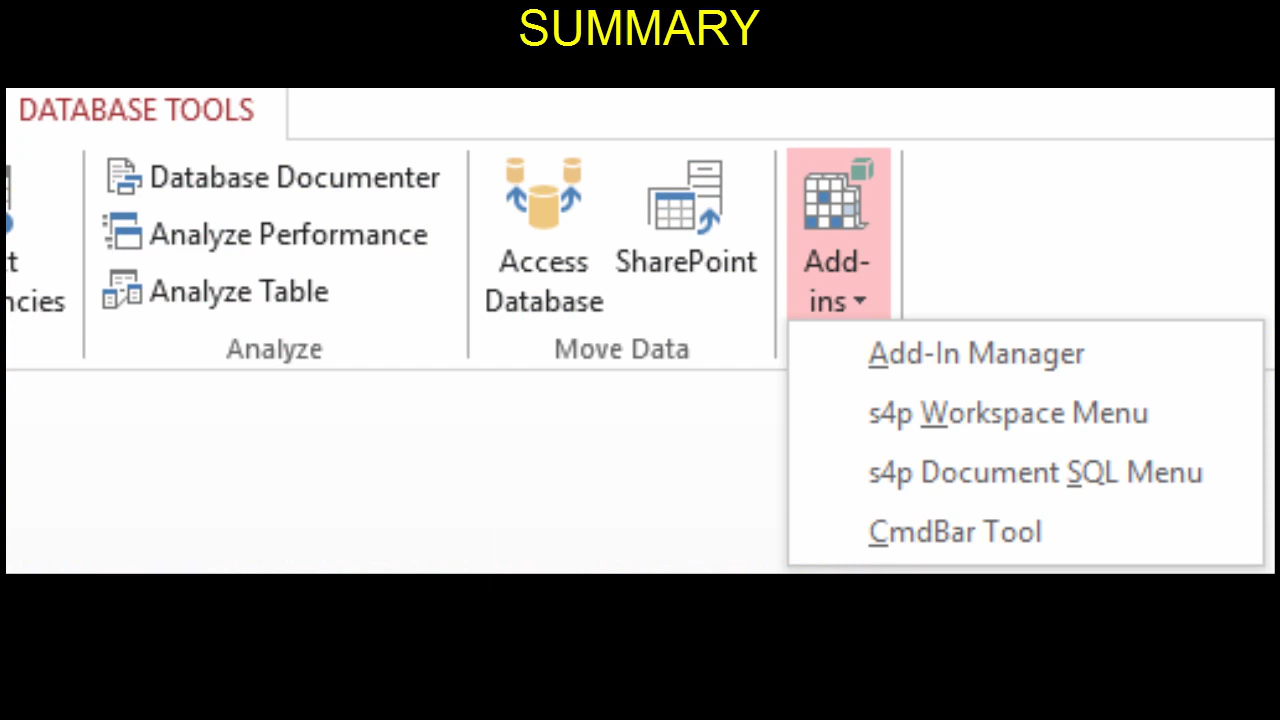 SUMMARY
DATABASE TOOLS
t
ncies
Database Documenter
Analyze Performance
Analyze Table
Analyze
Access
Database
SharePoint
Move Data
Add-
ins
Add-In Manager
s4p Workspace Menu
s4p Document SQL Menu
CmdBar Tool